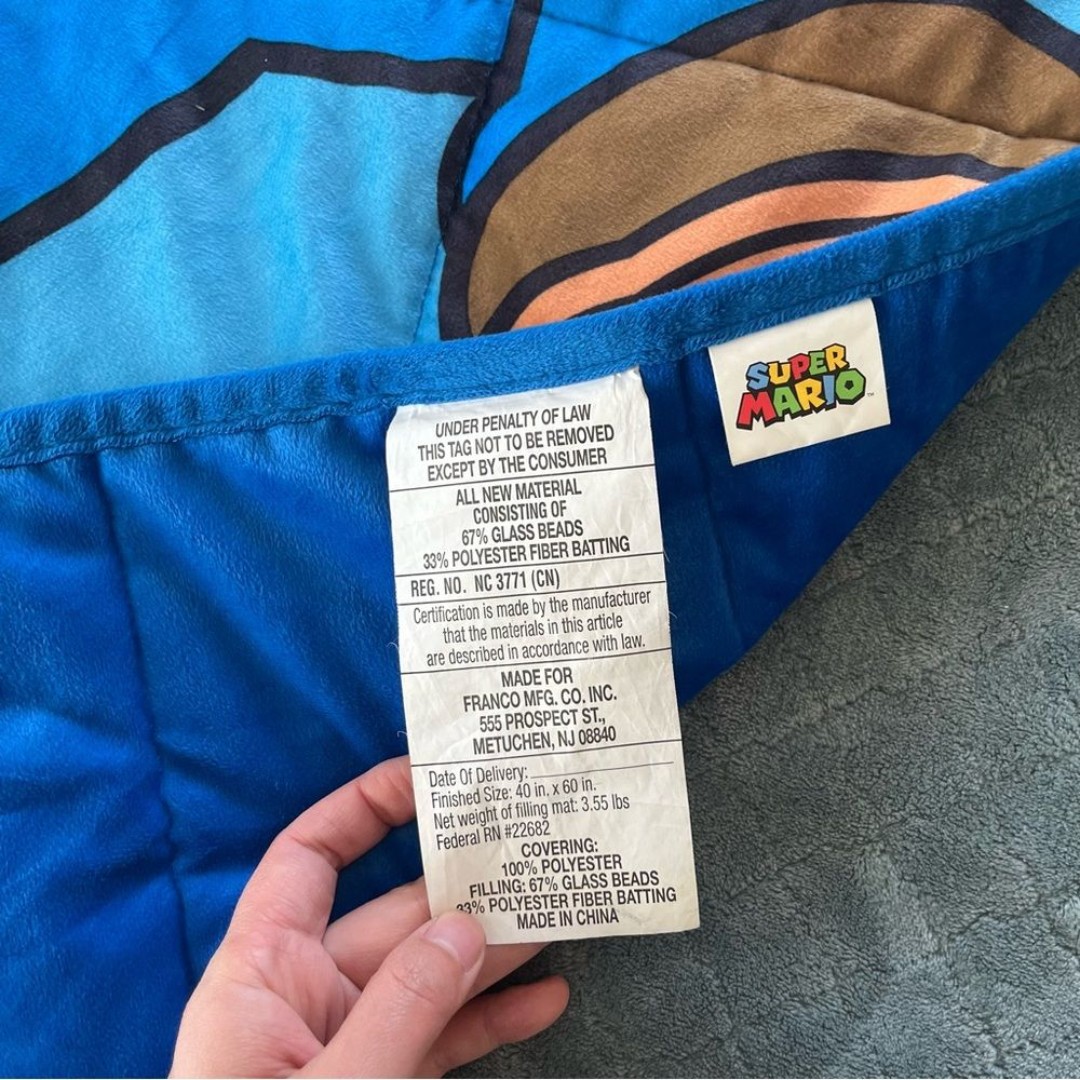 SUPER
MARIO™
UNDER PENALTY OF LAW
THIS TAG NOT TO BE REMOVED
EXCEPT BY THE CONSUMER
ALL NEW MATERIAL
CONSISTING OF
67% GLASS BEADS
33% POLYESTER FIBER BATTING
REG. NO. NC 3771 (CN)
Certification is made by the manufacturer
that the materials in this article
are described in accordance with law.
MADE FOR
FRANCO MFG. CO. INC.
555 PROSPECT ST.,
METUCHEN, NJ 08840
Date Of Delivery:
Finished Size: 40 in. x 60 in.
Net weight of filling mat: 3.55 lbs
Federal RN #22682
COVERING:
100% POLYESTER
FILLING: 67% GLASS BEADS
33% POLYESTER FIBER BATTING
MADE IN CHINA